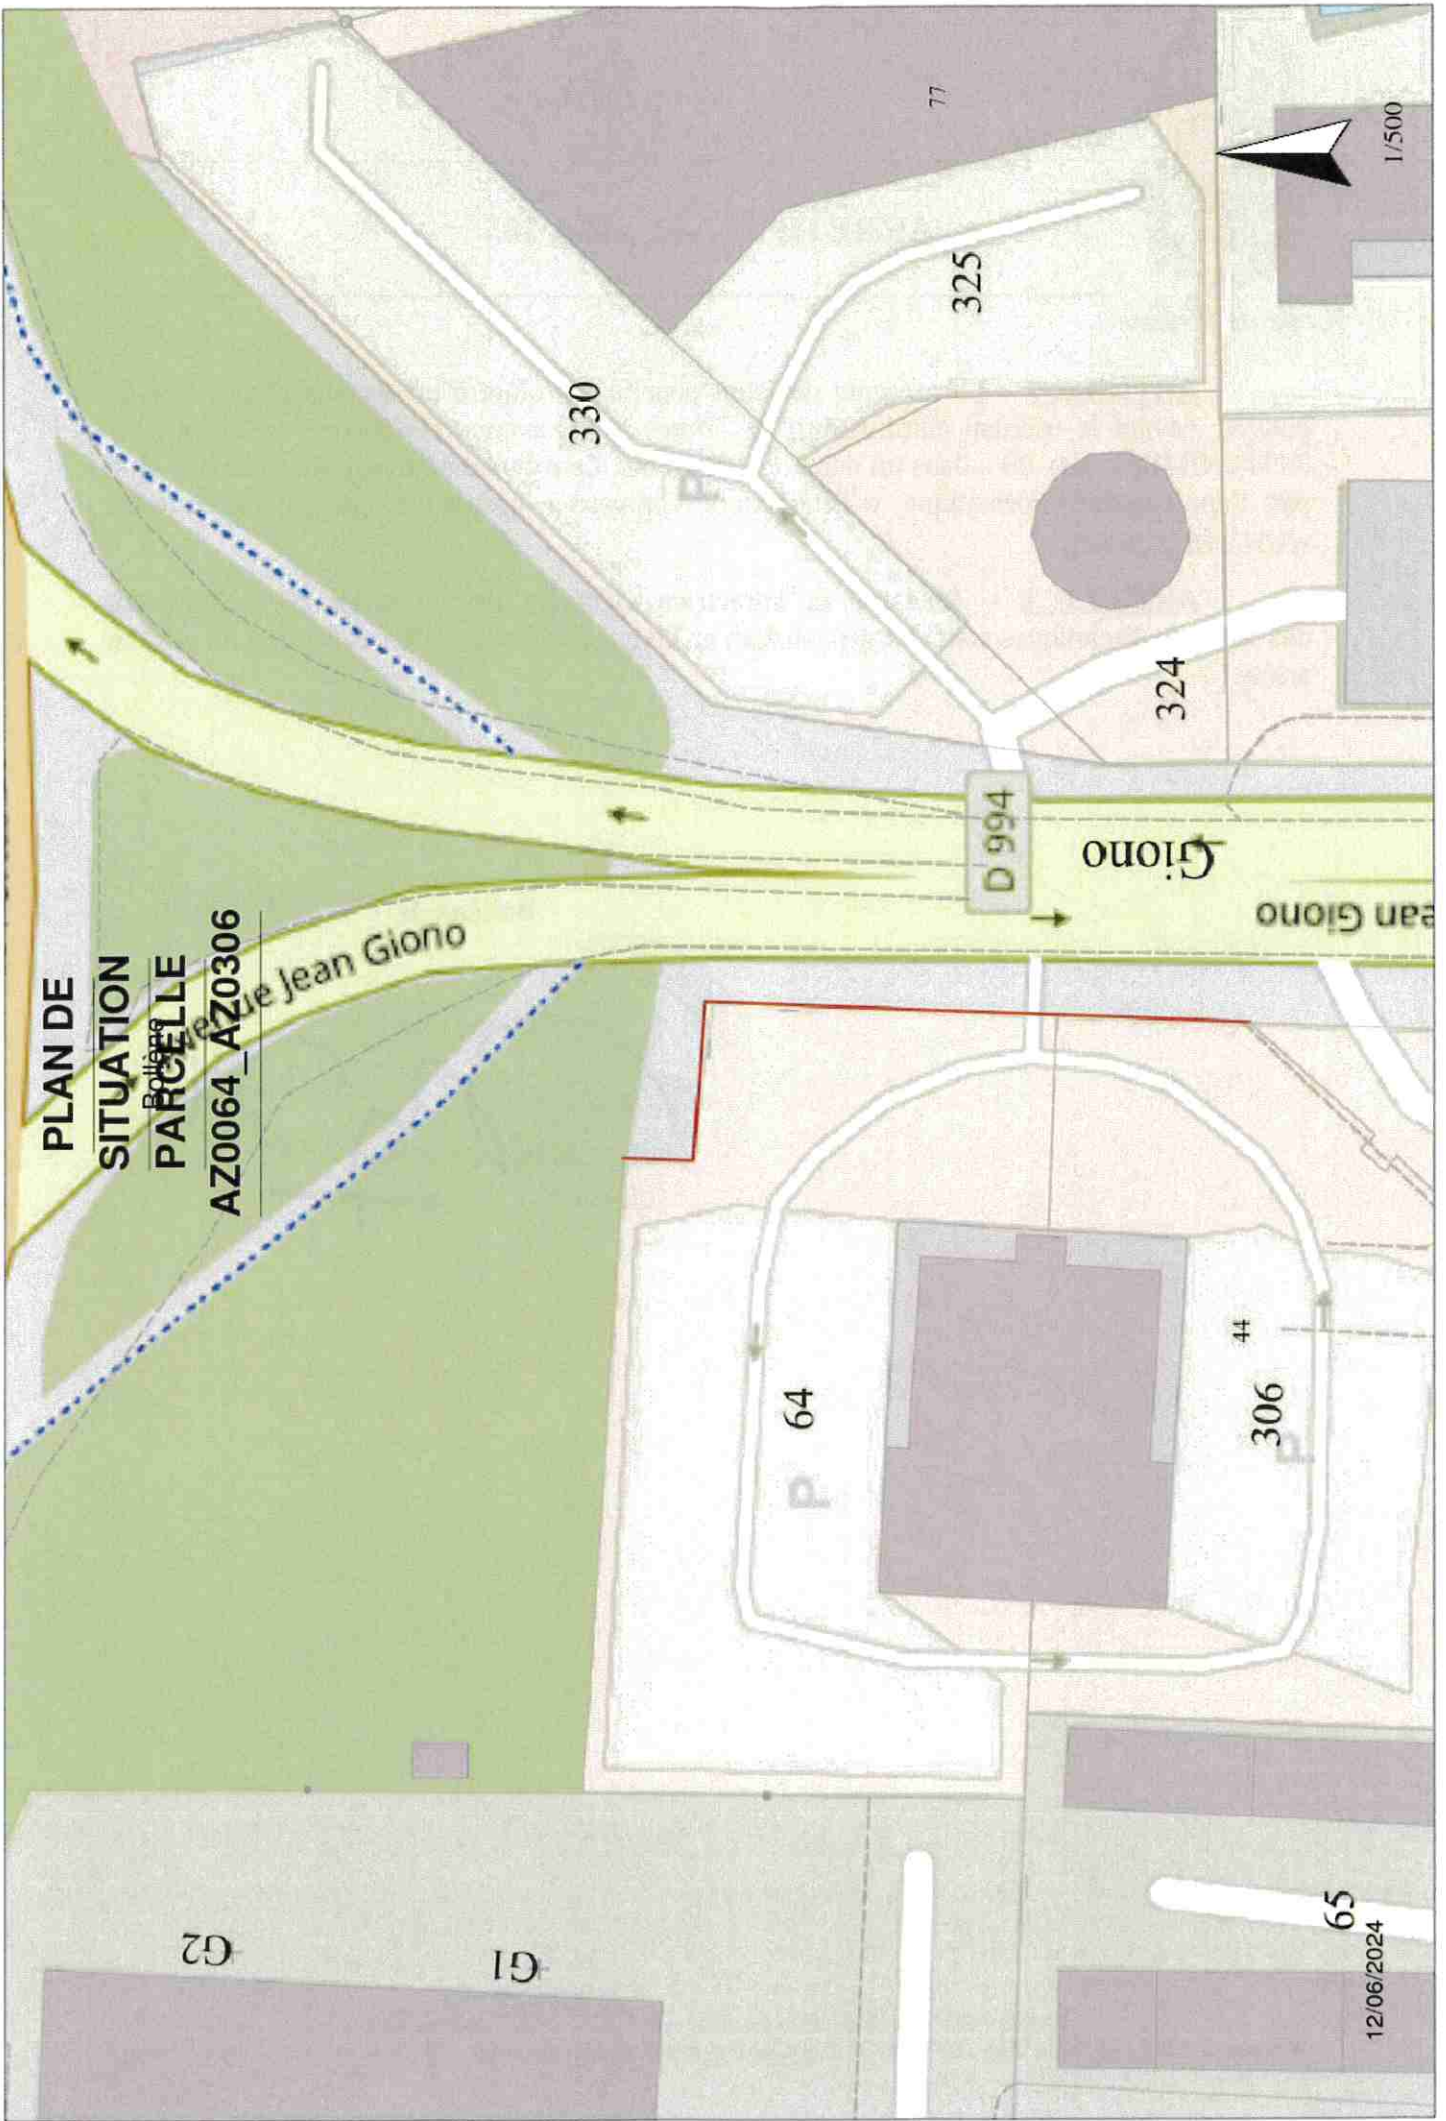 PLAN DE
SITUATION
PARCELLE
AZ0064_AZ0306
Bollène
Avenue Jean Giono
77
1/500
330
325
P
324
D 994
Giono
ean Giono
64
P
44
306
P
G2
G1
65
12/06/2024